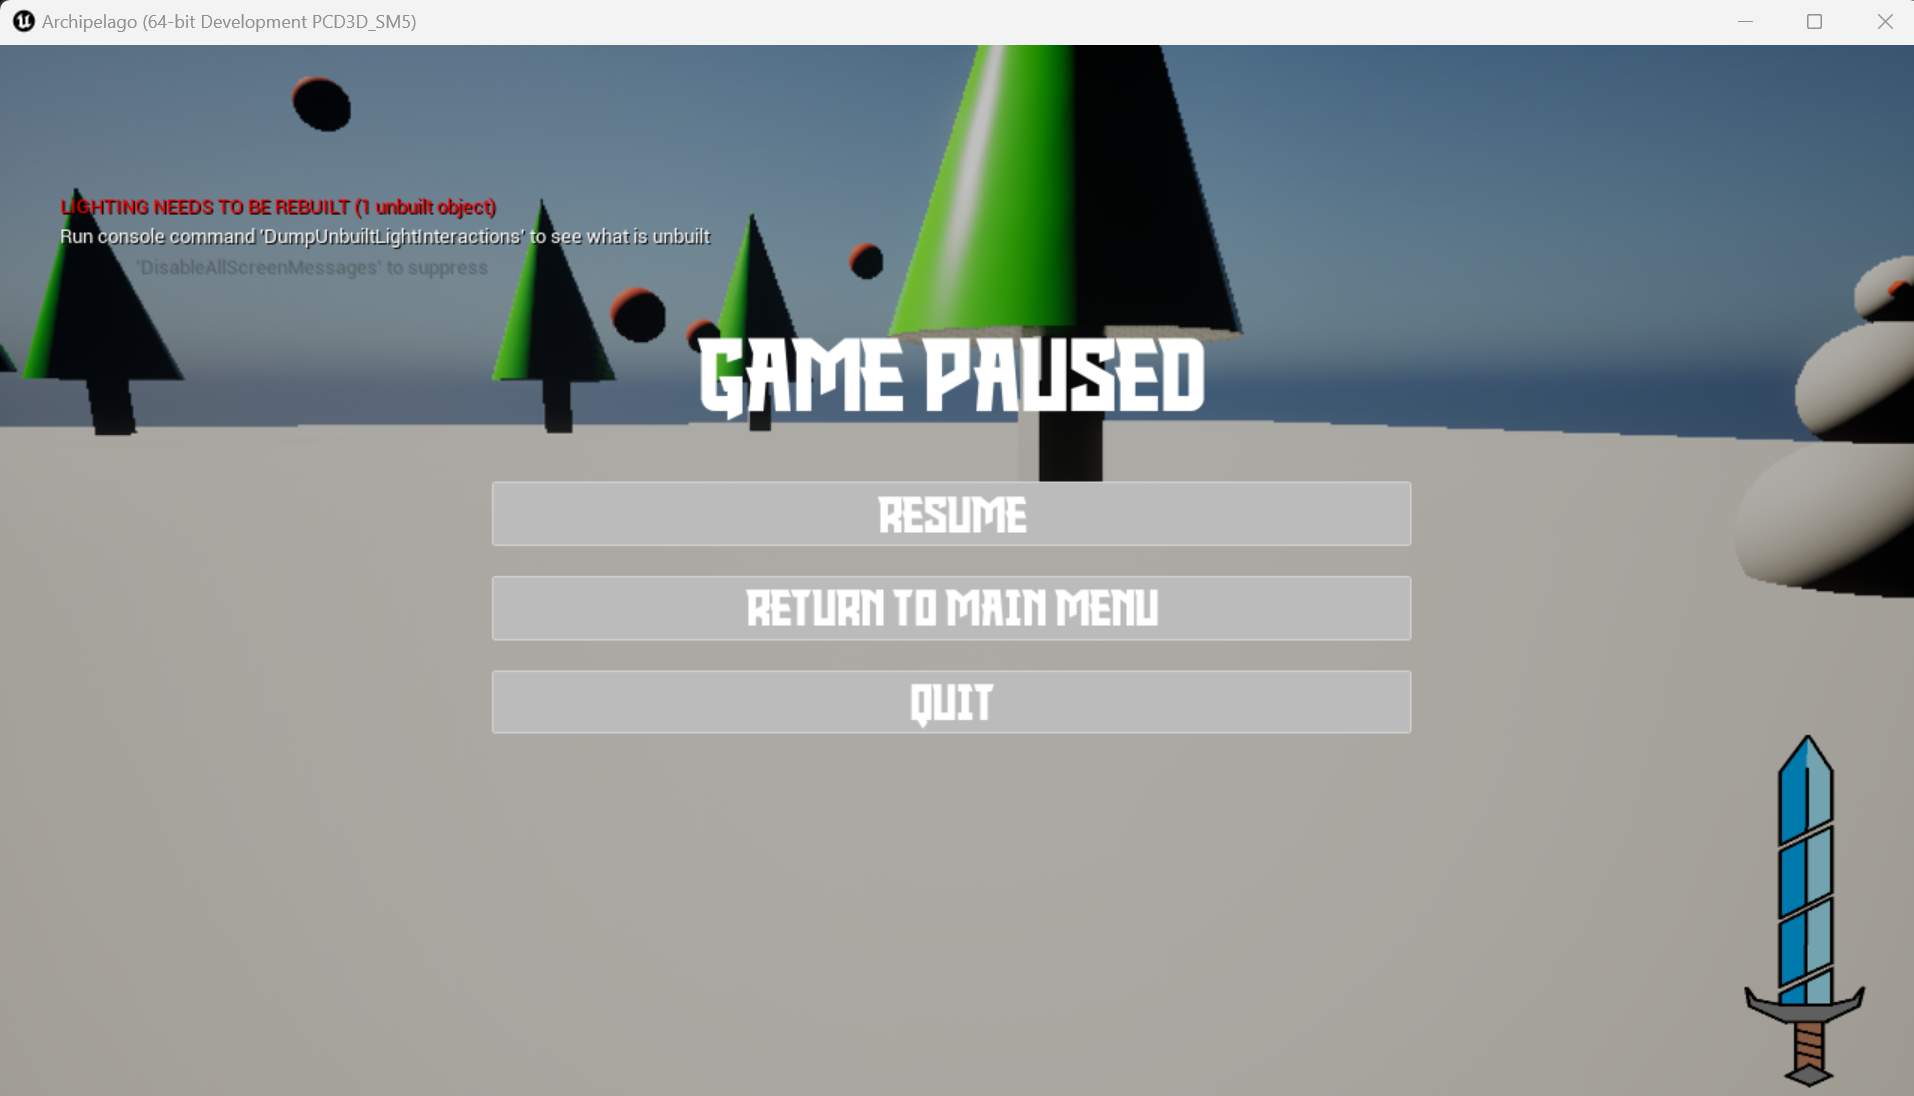 Archipelago (64-bit Development PCD3D_SM5)
LIGHTING NEEDS TO BE REBUILT (1 unbuilt object)
Run console command 'DumpUnbuiltLightInteractions' to see what is unbuilt
'DisableAllScreenMessages' to suppress
GAME PAUSED
RESUME
RETURN TO MAIN MENU
QUIT